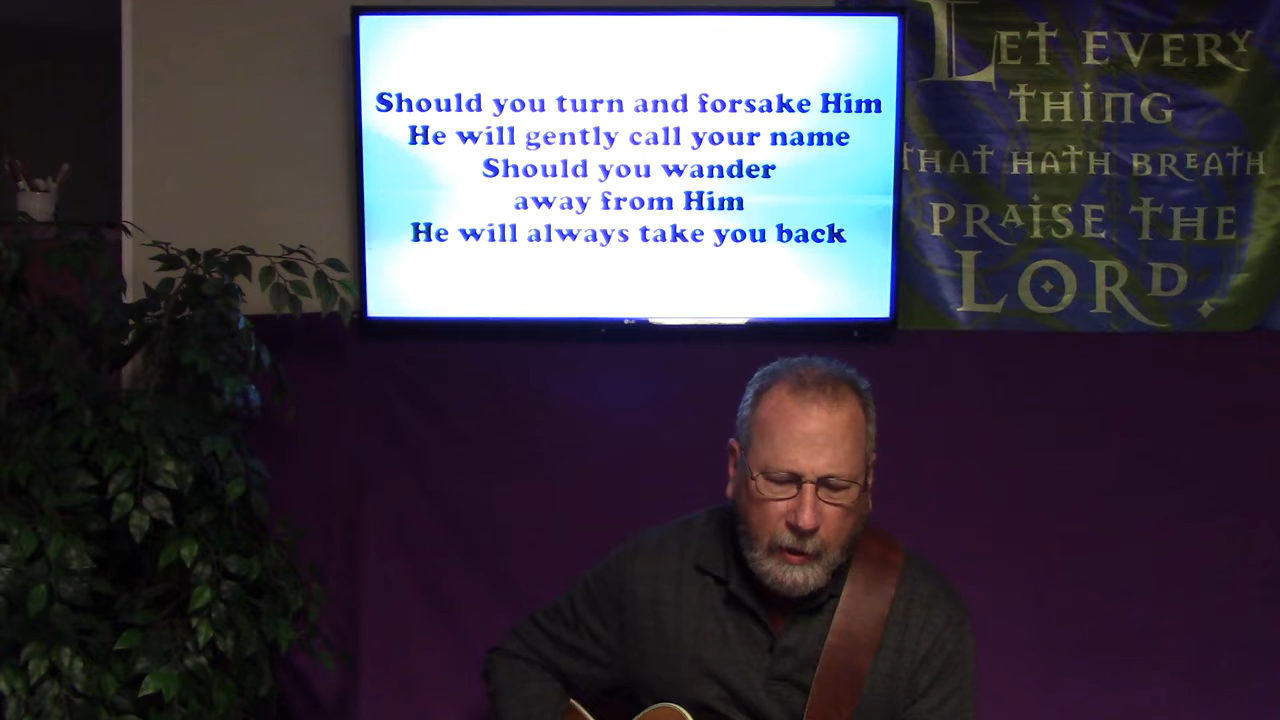 Should you turn and forsake Him
He will gently call your name
Should you wander
away from Him
He will always take you back
LET EVERY
THING
THAT HATH BREATH
PRAISE THE
LORD.
LG